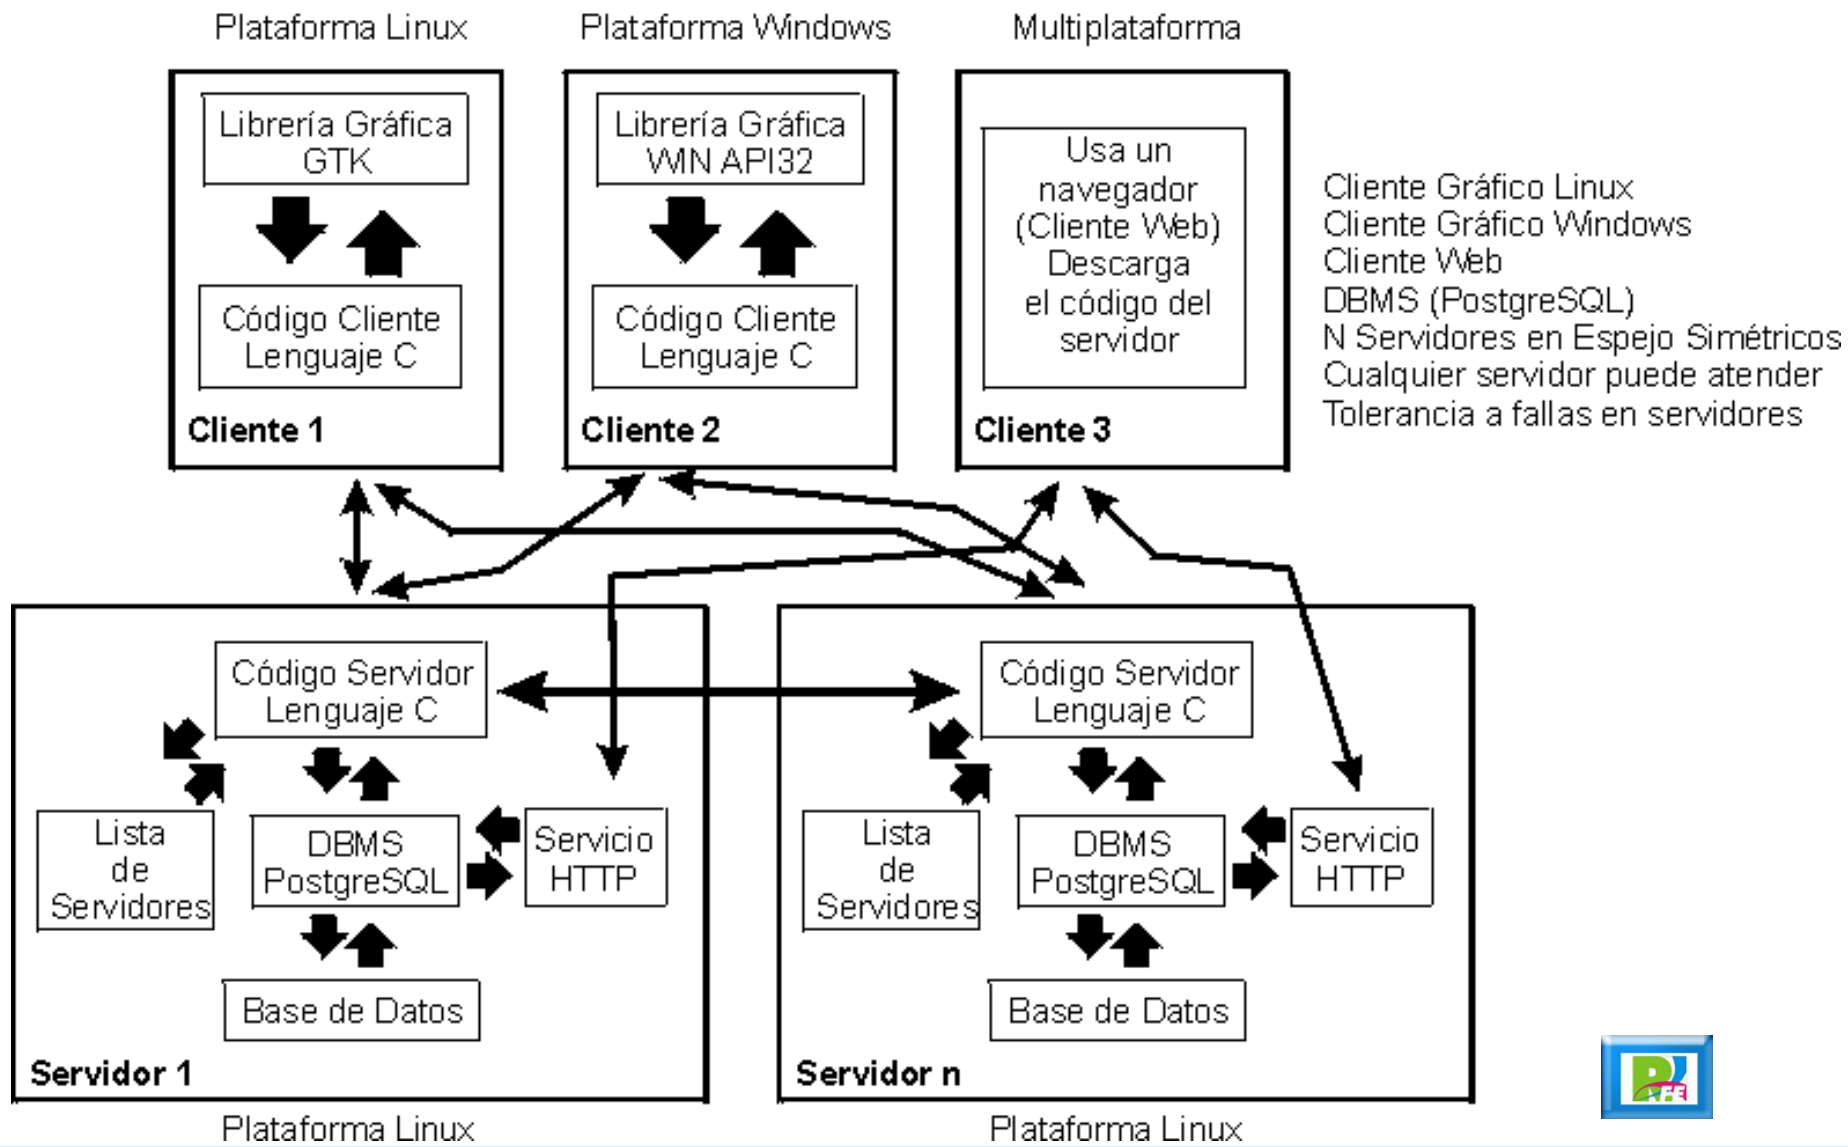 Plataforma Linux
Plataforma Windows
Multiplataforma
Librería Gráfica
GTK
Código Cliente
Lenguaje C
Cliente 1
Librería Gráfica
WIN API32
Código Cliente
Lenguaje C
Cliente 2
Usa un
navegador
(Cliente Web)
Descarga
el código del
servidor
Cliente 3
Cliente Gráfico Linux
Cliente Gráfico Windows
Cliente Web
DBMS (PostgreSQL)
N Servidores en Espejo Simétricos
Cualquier servidor puede atender
Tolerancia a fallas en servidores
Código Servidor
Lenguaje C
Lista
de
Servidores
DBMS
PostgreSQL
Servicio
HTTP
Base de Datos
Servidor 1
Plataforma Linux
Código Servidor
Lenguaje C
Lista
de
Servidores
DBMS
PostgreSQL
Servicio
HTTP
Base de Datos
Servidor n
Plataforma Linux